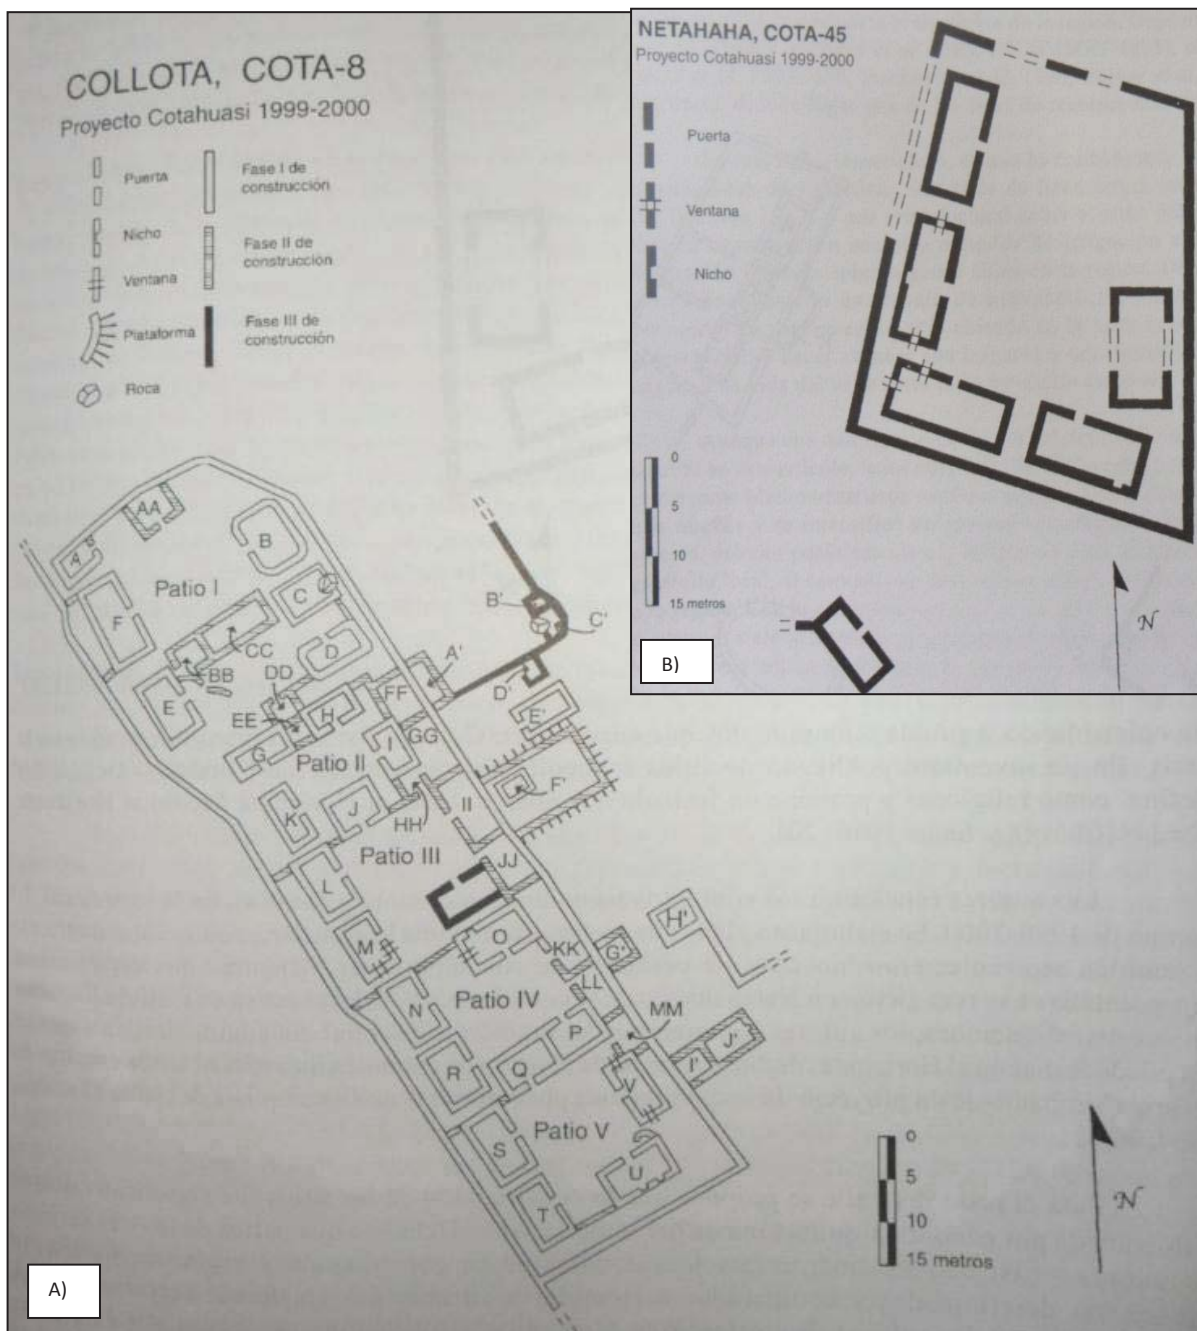 COLLOTA, COTA-8
Proyecto Cotahuasi 1999-2000
Puerta
Nicho
Ventana
Plataforma
Roca
Fase I de
construcción
Fase II de
construcción
Fase III de
construcción
AA
A
B
Patio I
C
F
CC
BB
D
DD
E
EE
H
G
FF
A'
B'
C'
D'
E'
GG
I
Patio II
F'
K
J
HH
II
Patio III
JJ
L
M
O
KK
G'
H'
LL
N
Patio IV
P
MM
R
Q
V
I'
J'
Patio V
S
U
T
0
5
10
15 metros
N
A)
NETAHAHA, COTA-45
Proyecto Cotahuasi 1999-2000
Puerta
Ventana
Nicho
0
5
10
15 metros
N
B)